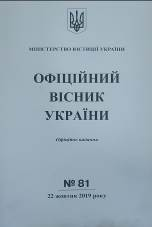 МІНІСТЕРСТВО ЮСТИЦІЇ УКРАЇНИ
ОФІЦІЙНИЙ
ВІСНИК
УКРАЇНИ
Офіційне видання
№ 81
22 жовтня 2019 року